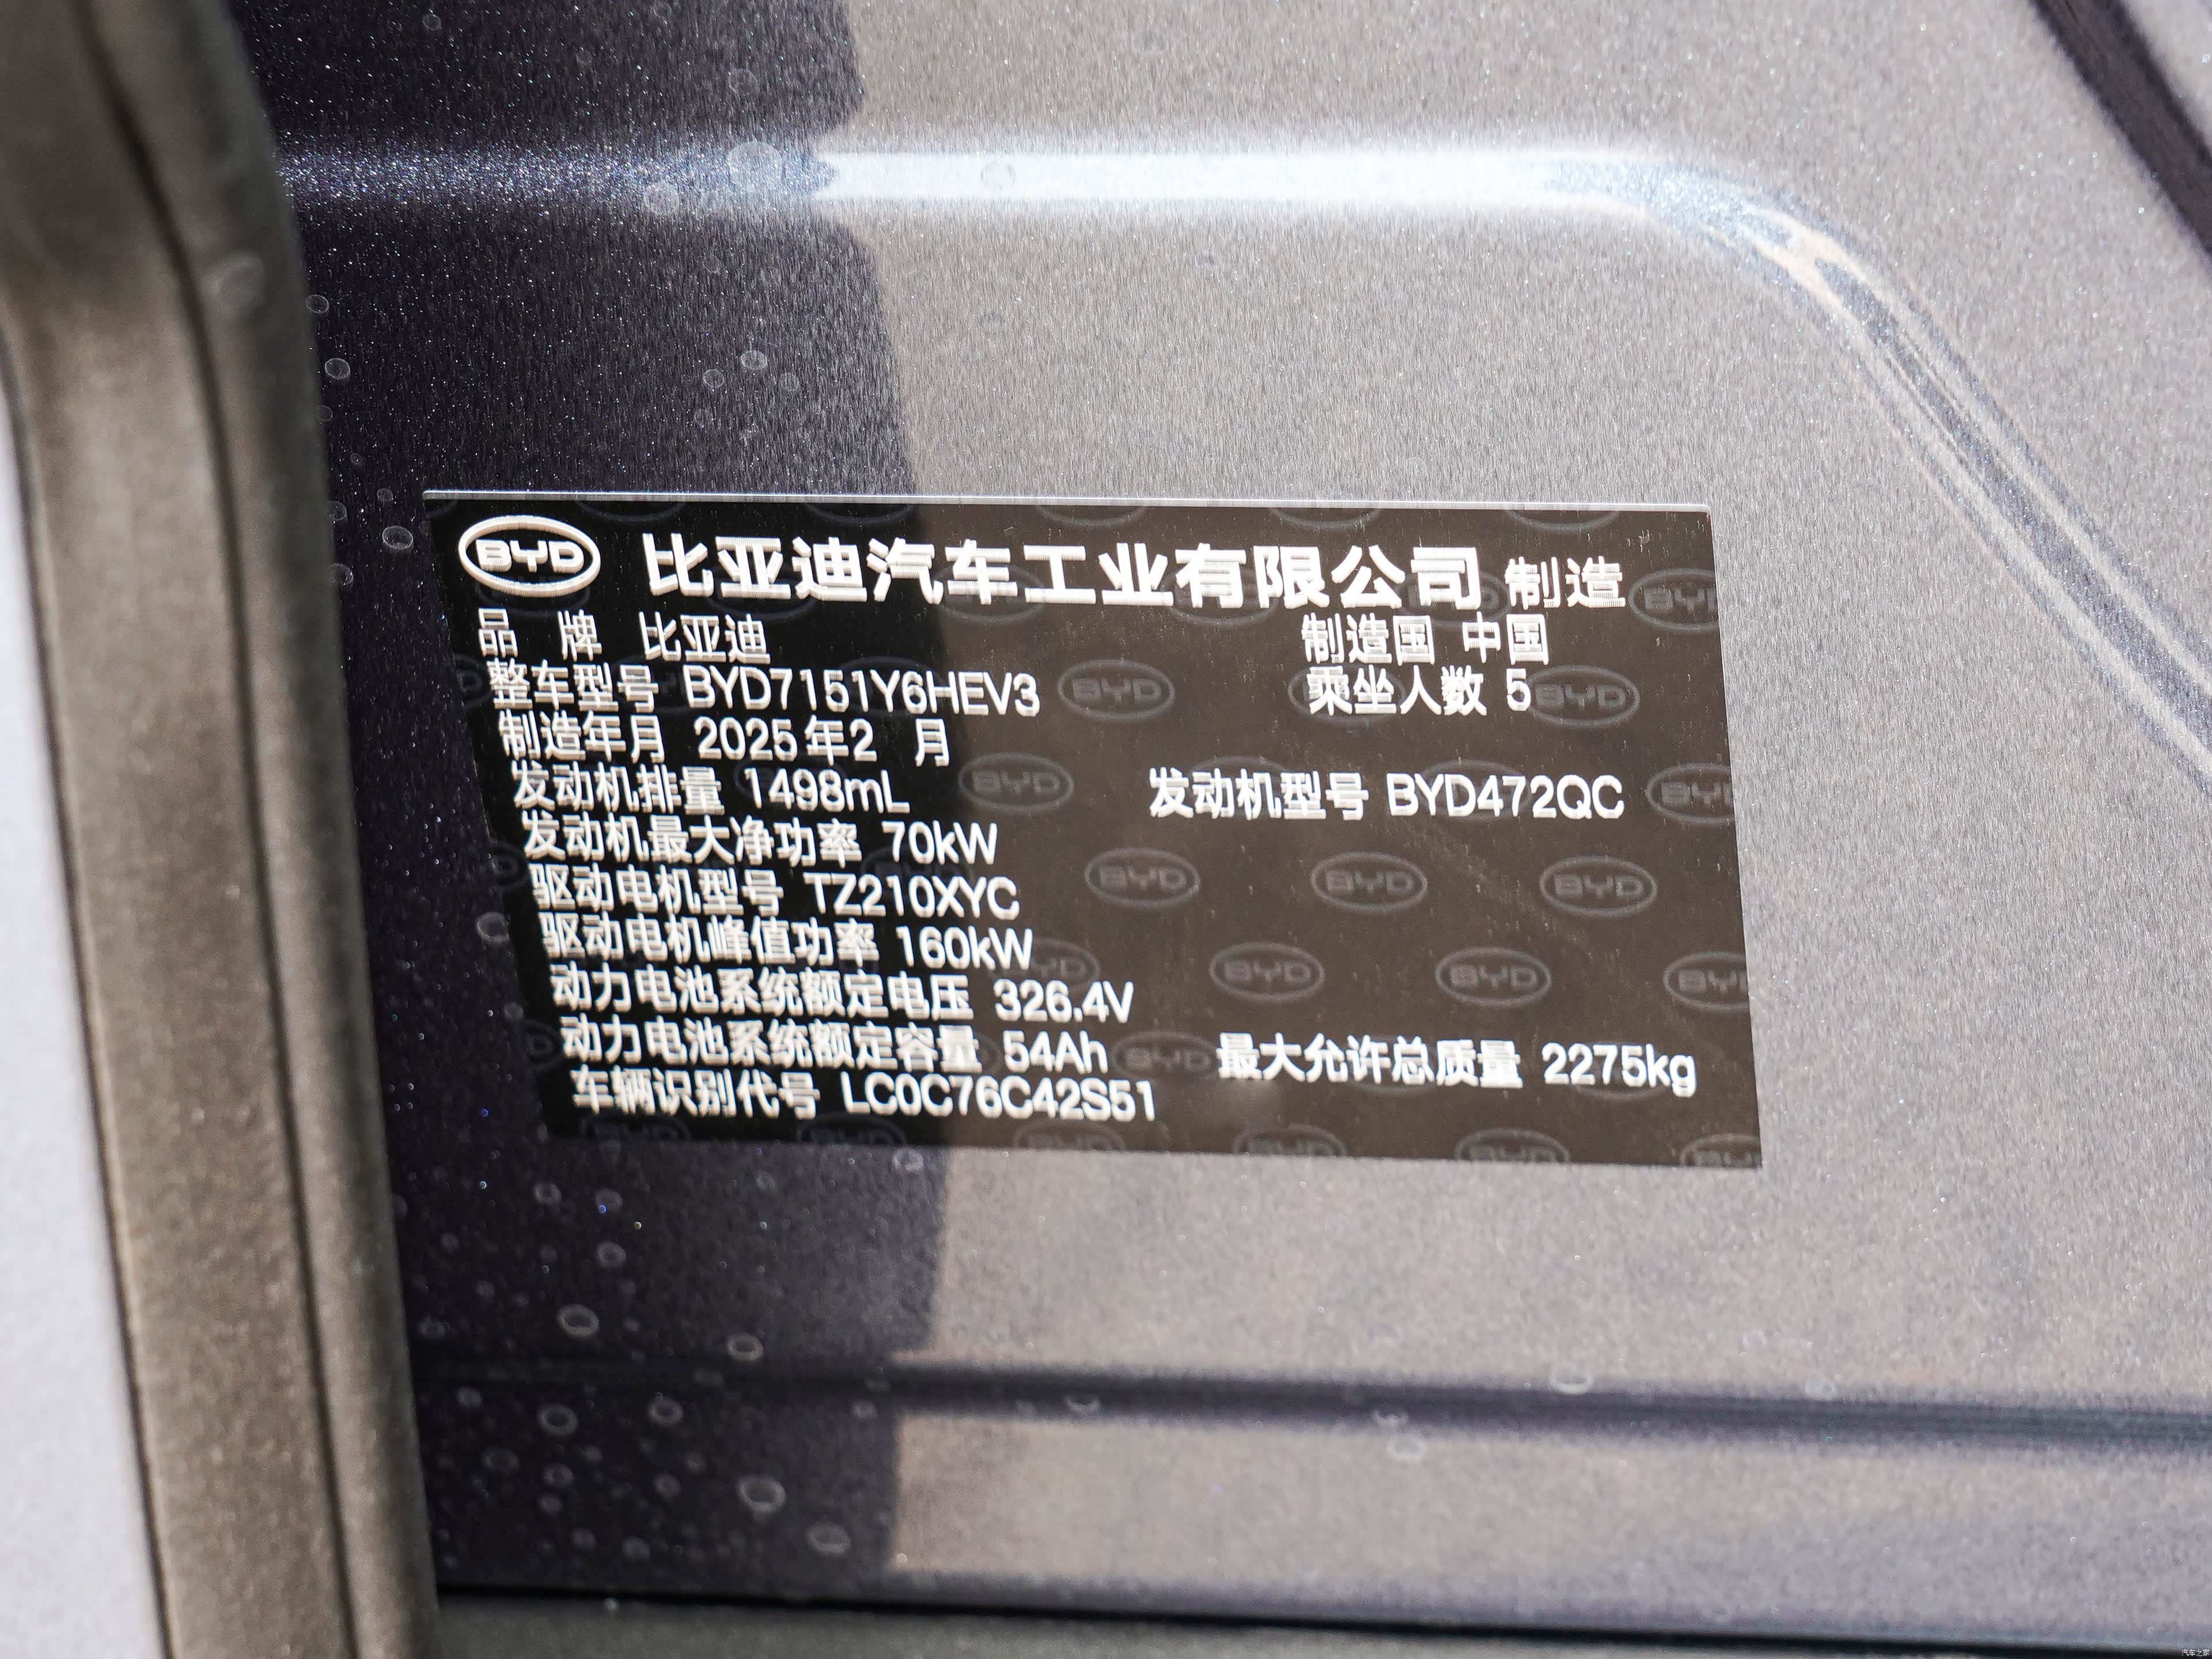 BYD 比亚迪汽车工业有限公司 制造
品 牌 比亚迪 制造国 中国
整车型号 BYD7151Y6HEV3 乘坐人数 5
制造年月 2025年2 月
发动机排量 1498mL 发动机型号 BYD472QC
发动机最大净功率 70kW
驱动电机型号 TZ210XYC
驱动电机峰值功率 160kW
动力电池系统额定电压 326.4V
动力电池系统额定容量 54Ah 最大允许总质量 2275kg
车辆识别代号 LC0C76C42S51
汽车之家